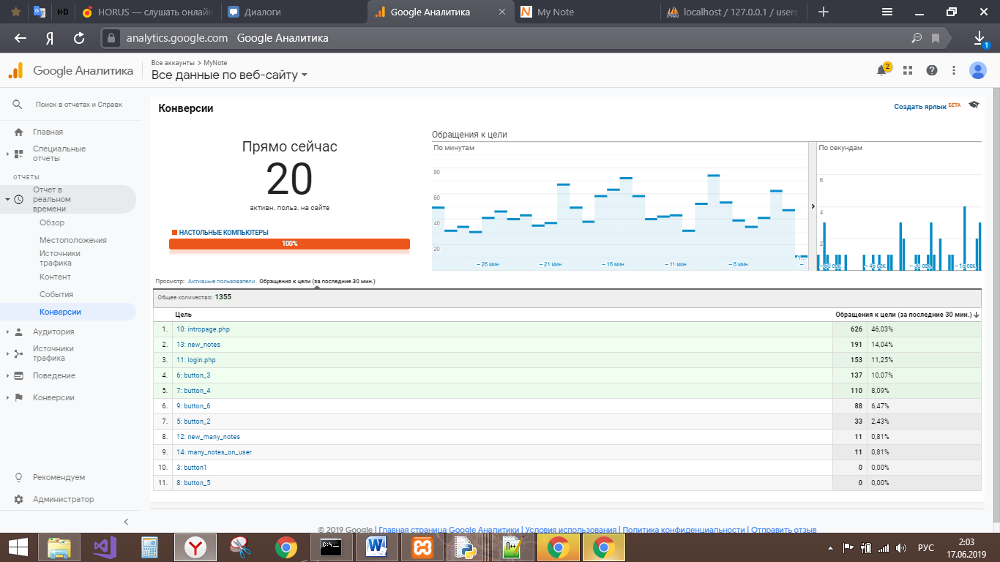 HD
HORUS — слушать онлайн
Диалоги
Google Аналитика
My Note
localhost / 127.0.0.1 / users
analytics.google.com Google Аналитика
1
Google Аналитика
Все аккаунты > MyNote
Все данные по веб-сайту
2
Поиск в отчетах и Справк
Главная
Специальные
отчеты
ОТЧЕТЫ
Отчет в
реальном
времени
Обзор
Местоположения
Источники
трафика
Контент
События
Конверсии
Аудитория
Источники
трафика
Поведение
Конверсии
Рекомендуем
Администратор
Конверсии
Создать ярлык БЕТА
Прямо сейчас
20
активн. польз. на сайте
НАСТОЛЬНЫЕ КОМПЬЮТЕРЫ
100%
Обращения к цели
По минутам
80
60
40
20
– 26 мин.
– 21 мин.
– 16 мин.
– 11 мин.
– 6 мин.
По секундам
6
4
2
– 60 сек.
– 45 сек.
– 30 сек.
– 15 сек.
Просмотр: Активные пользователи Обращения к цели (за последние 30 мин.)
Общее количество: 1355
Цель Обращения к цели (за последние 30 мин.)
1. 10: intropage.php 626 46,03%
2. 13: new_notes 191 14,04%
3. 11: login.php 153 11,25%
4. 6: button_3 137 10,07%
5. 7: button_4 110 8,09%
6. 9: button_6 88 6,47%
7. 5: button_2 33 2,43%
8. 12: new_many_notes 11 0,81%
9. 14: many_notes_on_user 11 0,81%
10. 3: button1 0 0,00%
11. 8: button_5 0 0,00%
© 2019 Google | Главная страница Google Аналитики | Условия использования | Политика конфиденциальности | Отправить отзыв
РУС
2:03
17.06.2019